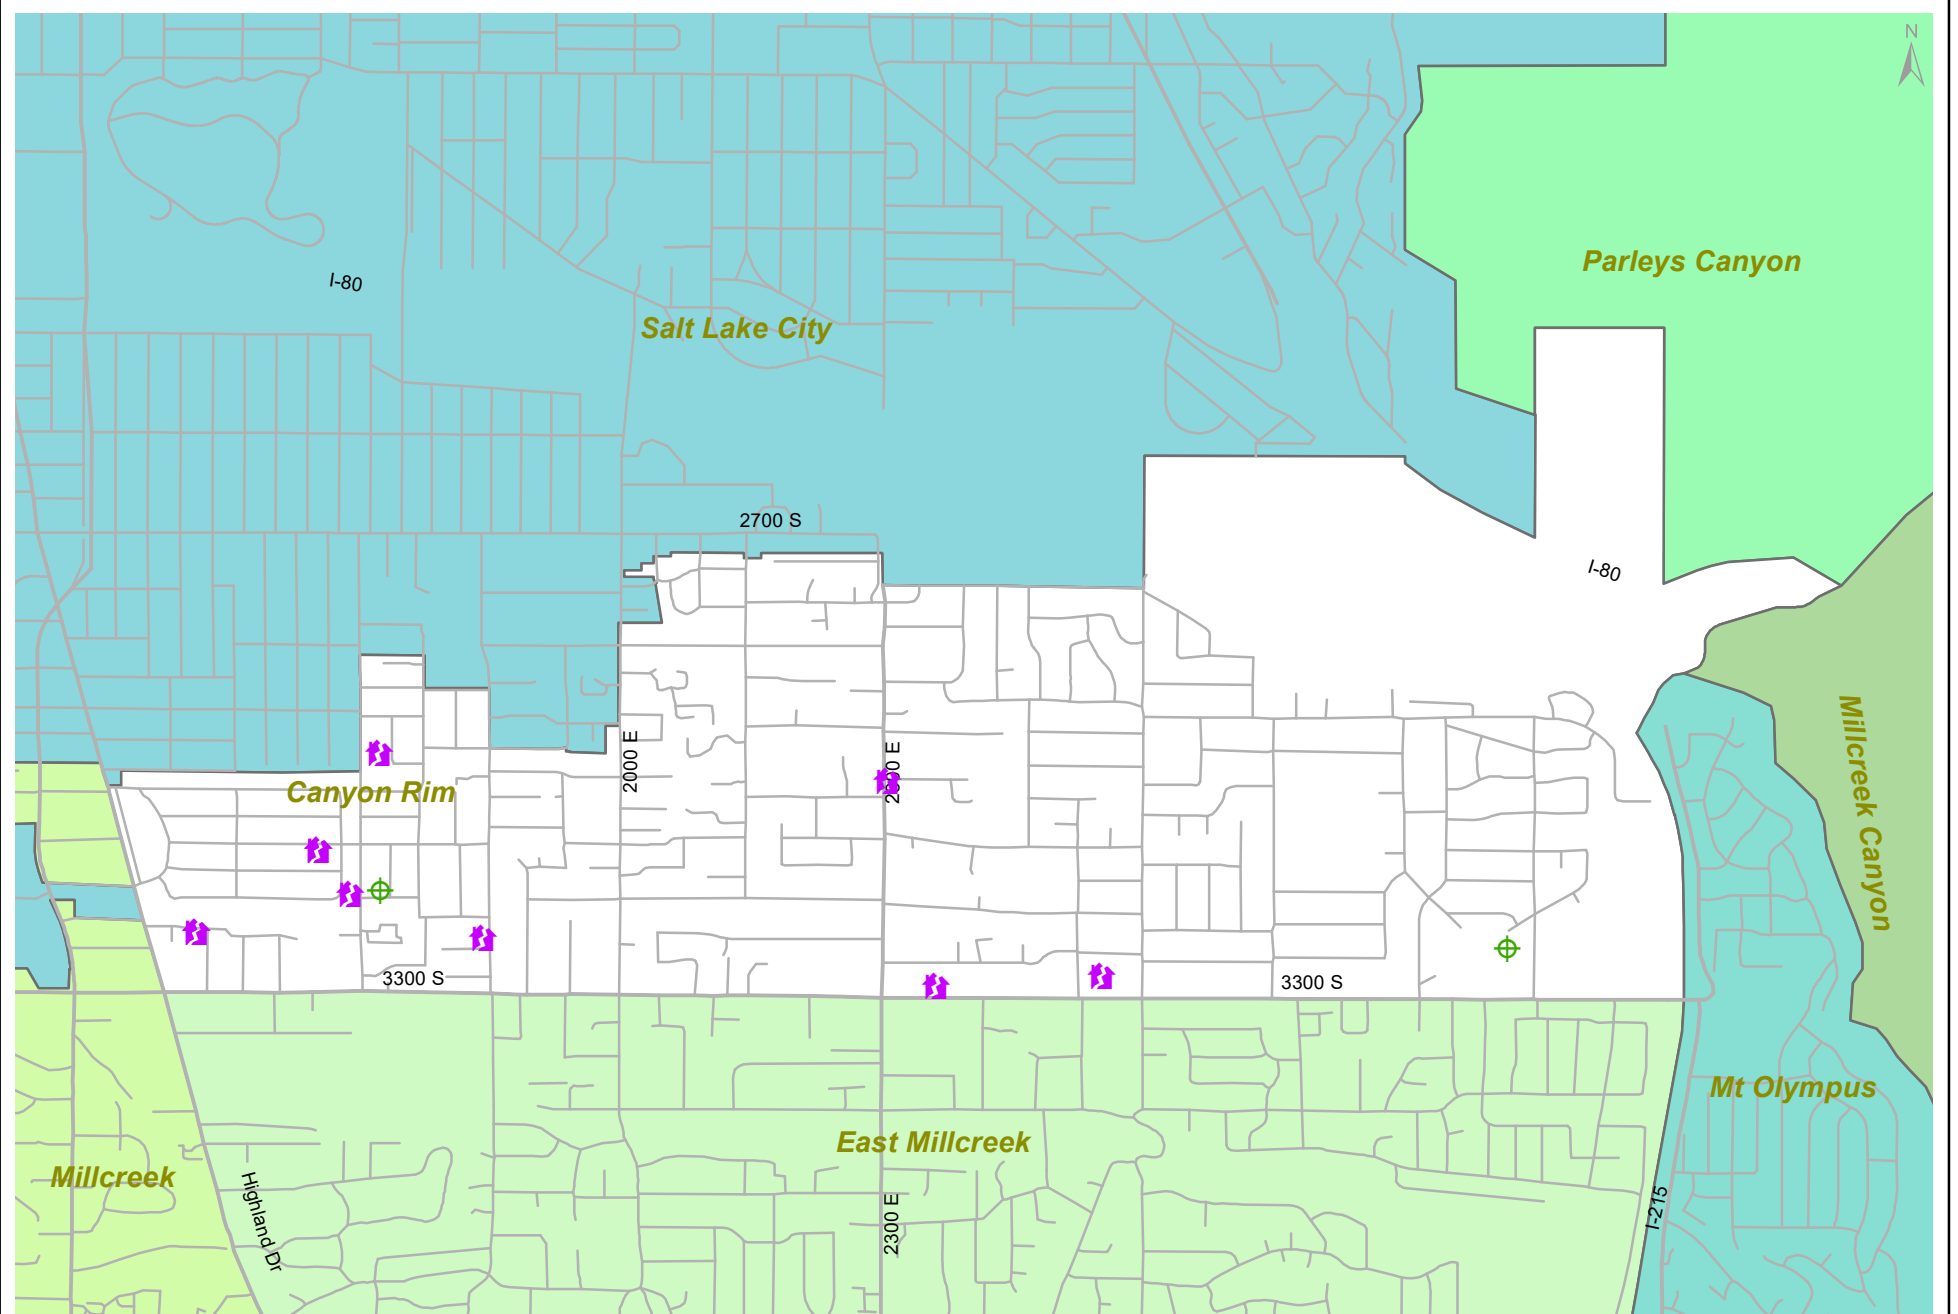 N
Parleys Canyon
I-80
Salt Lake City
2700 S
I-80
Millcreek Canyon
2000 E
2300 E
Canyon Rim
3300 S
3300 S
Mt Olympus
East Millcreek
Millcreek
Highland Dr
2300 E
I-215